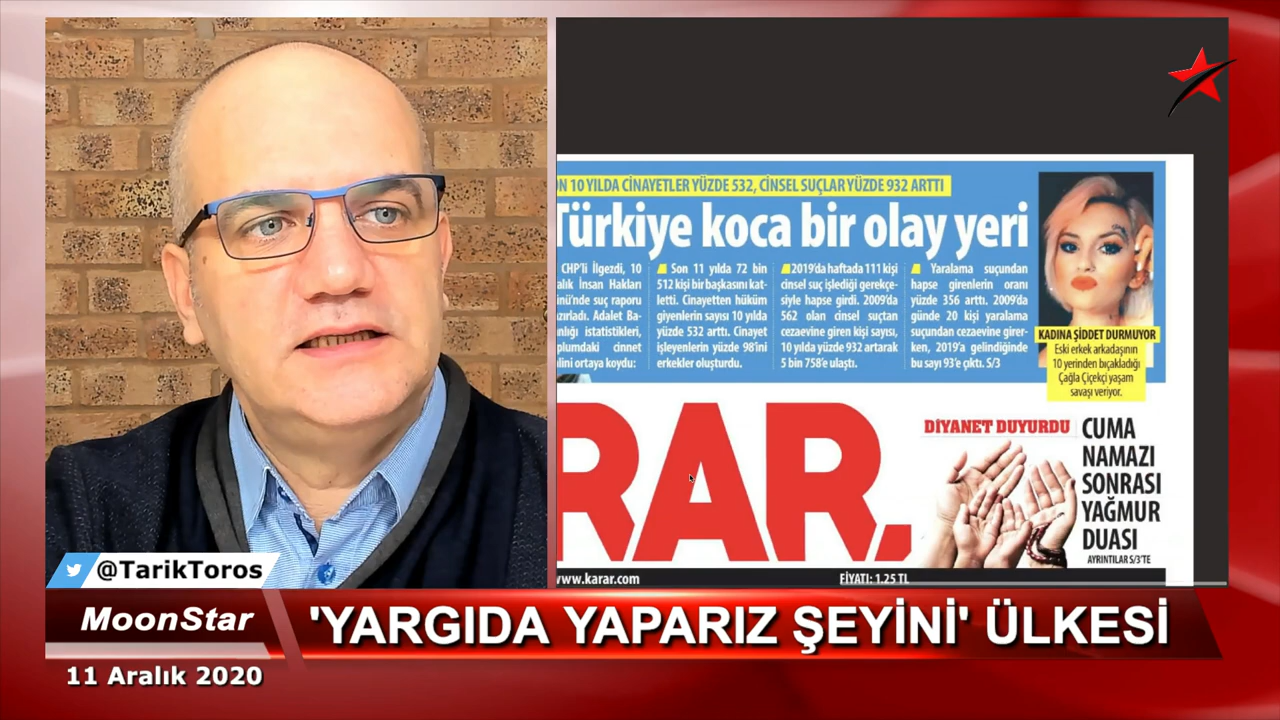 ON 10 YILDA CİNAYETLER YÜZDE 532, CİNSEL SUÇLAR YÜZDE 932 ARTTI
Türkiye koca bir olay yeri
CHP'li İlgezdi, 10
alık İnsan Hakları
ünü'nde suç raporu
azırladı. Adalet Ba-
nlığı istatistikleri,
plumdaki cinnet
alini ortaya koydu:
Son 11 yılda 72 bin
512 kişi bir başkasını kat-
letti. Cinayetten hüküm
giyenlerin sayısı 10 yılda
yüzde 532 arttı. Cinayet
işleyenlerin yüzde 98'ini
erkekler oluşturdu.
2019'da haftada 111 kişi
cinsel suç işlediği gerekçe-
siyle hapse girdi. 2009'da
562 olan cinsel suçtan
cezaevine giren kişi sayısı,
10 yılda yüzde 932 artarak
5 bin 758'e ulaştı.
Yaralama suçundan
hapse girenlerin oranı
yüzde 356 arttı. 2009'da
günde 20 kişi yaralama
suçundan cezaevine girer-
ken, 2019'a gelindiğinde
bu sayı 93'e çıktı. S/3
KADINA ŞİDDET DURMUYOR
Eski erkek arkadaşının
10 yerinden bıçakladığı
Çağla Çiçekçi yaşam
savaşı veriyor.
RAR.
DİYANET DUYURDU
CUMA
NAMAZI
SONRASI
YAĞMUR
DUASI
AYRINTILAR S/3'TE
www.karar.com
FİYATI: 1.25 TL
@TarikToros
MoonStar
'YARGIDA YAPARIZ ŞEYİNİ' ÜLKESİ
11 Aralık 2020